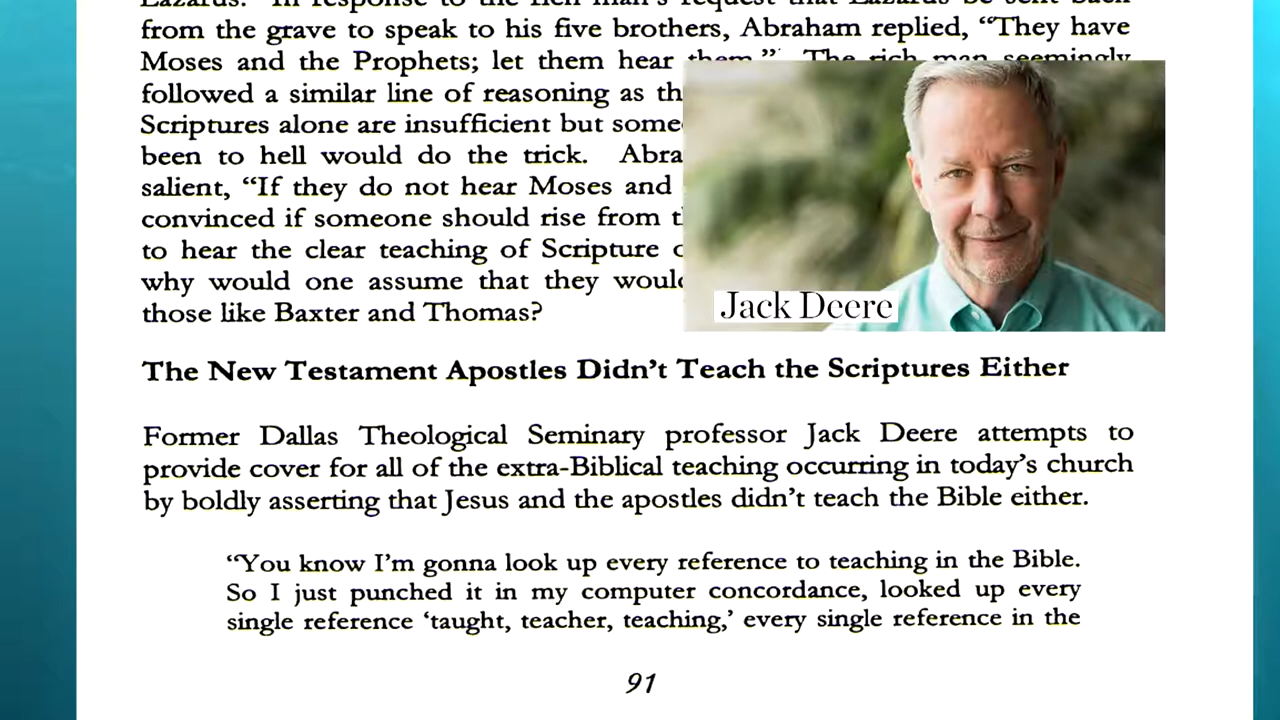 from the grave to speak to his five brothers, Abraham replied, “They have
Moses and the Prophets; let them hear them.” The rich man seemingly
followed a similar line of reasoning as
Scriptures alone are insufficient but
been to hell would do the trick.
salient, “If they do not hear Moses and
convinced if someone should rise from
to hear the clear teaching of Scripture
why would one assume that they
those like Baxter and Thomas?
Jack Deere
The New Testament Apostles Didn’t Teach the Scriptures Either
Former Dallas Theological Seminary professor Jack Deere attempts to
provide cover for all of the extra-Biblical teaching occurring in today’s church
by boldly asserting that Jesus and the apostles didn’t teach the Bible either.
“You know I’m gonna look up every reference to teaching in the Bible.
So I just punched it in my computer concordance, looked up every
single reference ‘taught, teacher, teaching,’ every single reference in the
91